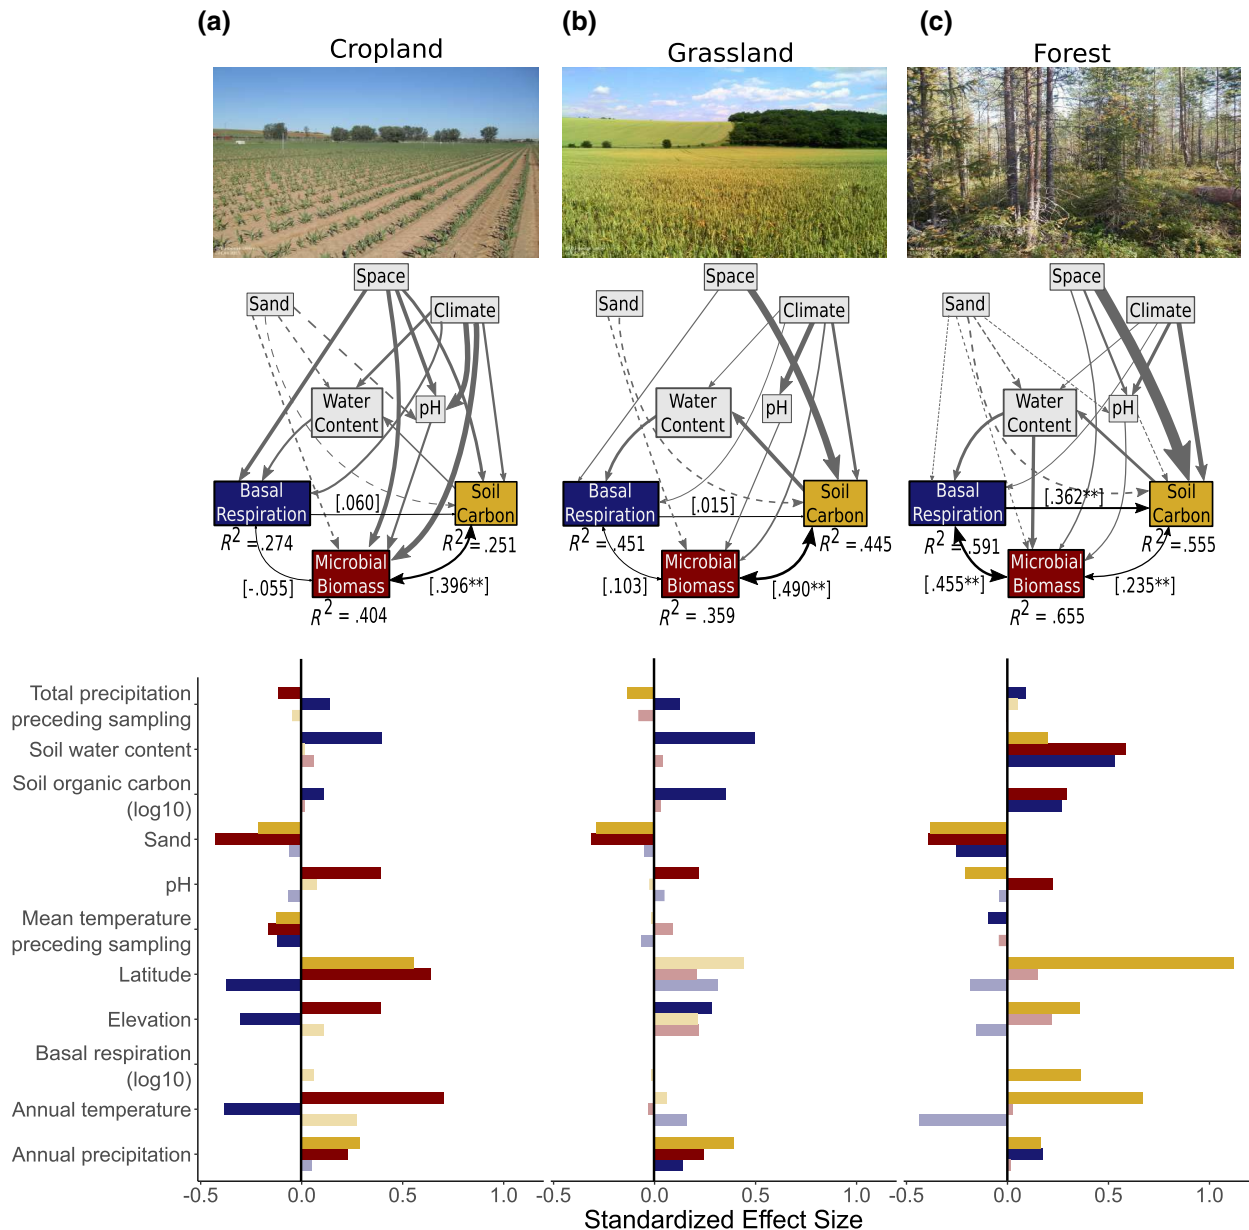 (a)
Cropland
(b)
Grassland
(c)
Forest
Space
Sand
Climate
Water
Content
pH
Basal
Respiration
Soil
Carbon
[.060]
R2 = .274
R2 = .251
Microbial
Biomass
[-.055]
[.396**]
R2 = .404
Space
Sand
Climate
Water
Content
pH
Basal
Respiration
Soil
Carbon
[.015]
R2 = .451
R2 = .445
Microbial
Biomass
[.103]
[.490**]
R2 = .359
Space
Sand
Climate
Water
Content
pH
Basal
Respiration
Soil
Carbon
[.362**]
R2 = .591
R2 = .555
Microbial
Biomass
[.455**]
[.235**]
R2 = .655
Total precipitation
preceding sampling
Soil water content
Soil organic carbon
(log10)
Sand
pH
Mean temperature
preceding sampling
Latitude
Elevation
Basal respiration
(log10)
Annual temperature
Annual precipitation
-0.5 0.0 0.5 1.0
-0.5 0.0 0.5 1.0
-0.5 0.0 0.5 1.0
Standardized Effect Size